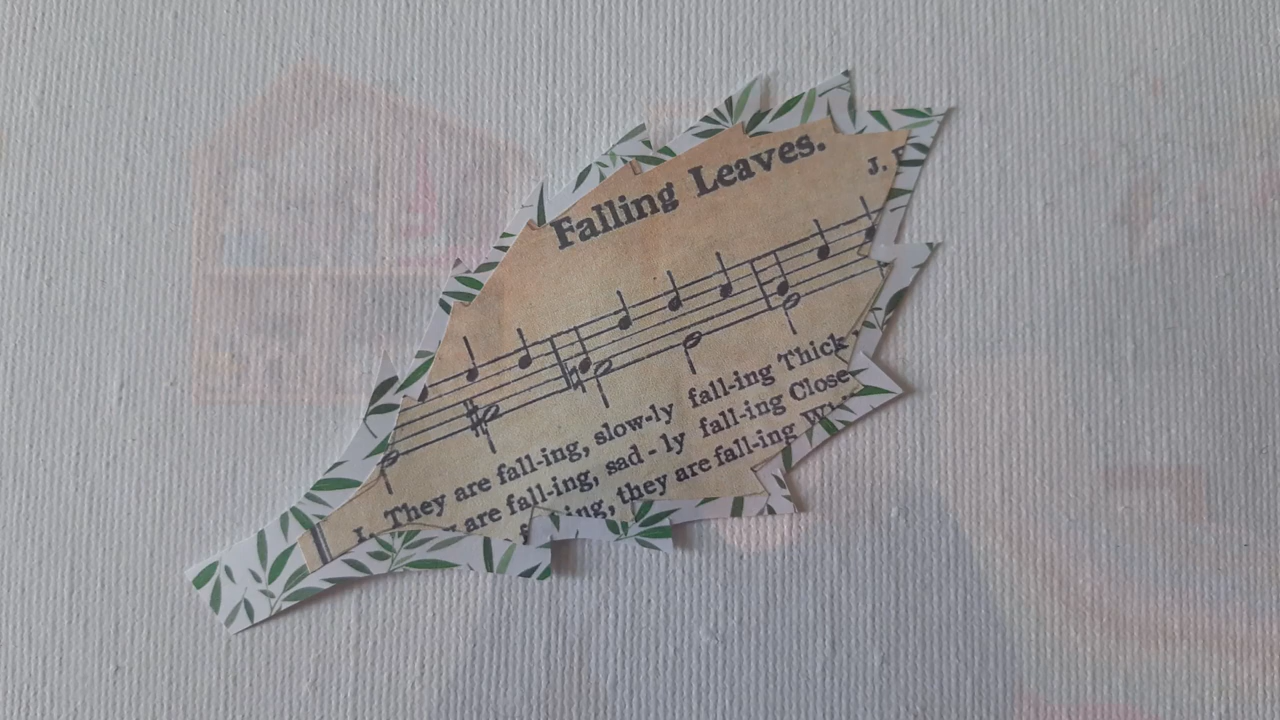 Falling Leaves.
J.
They are fall-ing, slow-ly fall-ing Thick
are fall-ing, sad - ly fall-ing Close
ing, they are fall-ing